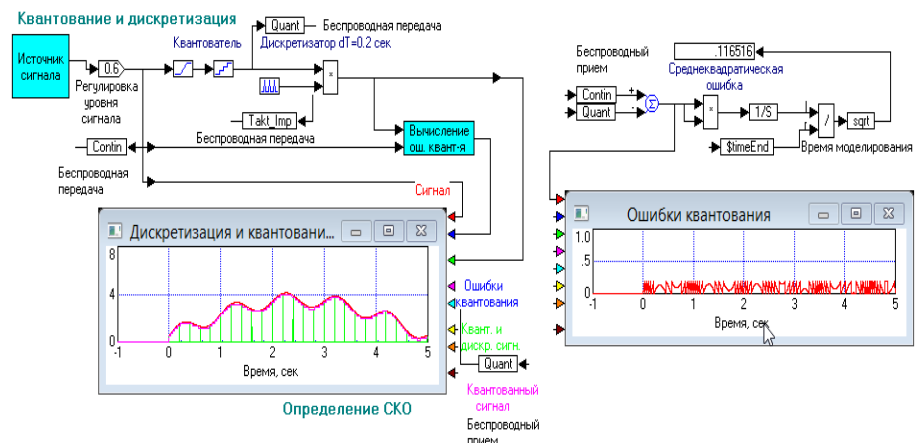 Квантование и дискретизация
Источник
сигнала
0.6
Регулировка
уровня
сигнала
Квантователь
Quant
Беспроводная передача
Дискретизатор dT=0.2 сек
*
Takt_Imp
Беспроводная передача
Contin
Беспроводная
передача
Вычисление
ош. квант-я
Сигнал
Дискретизация и квантовани...
8
4
0
-1
0
1
2
3
4
5
Время, сек
Ошибки
квантования
Квант. и
дискр. сигн.
Quant
Квантованный
сигнал
Беспроводный
прием
Определение СКО
Беспроводный
прием
.116516
Среднеквадратическая
ошибка
Contin
+
Quant
-
Σ
*
1/S
l
r
/
sqrt
$timeEnd
Время моделирования
Ошибки квантования
1.0
.5
0
-1
0
1
2
3
4
5
Время, сек